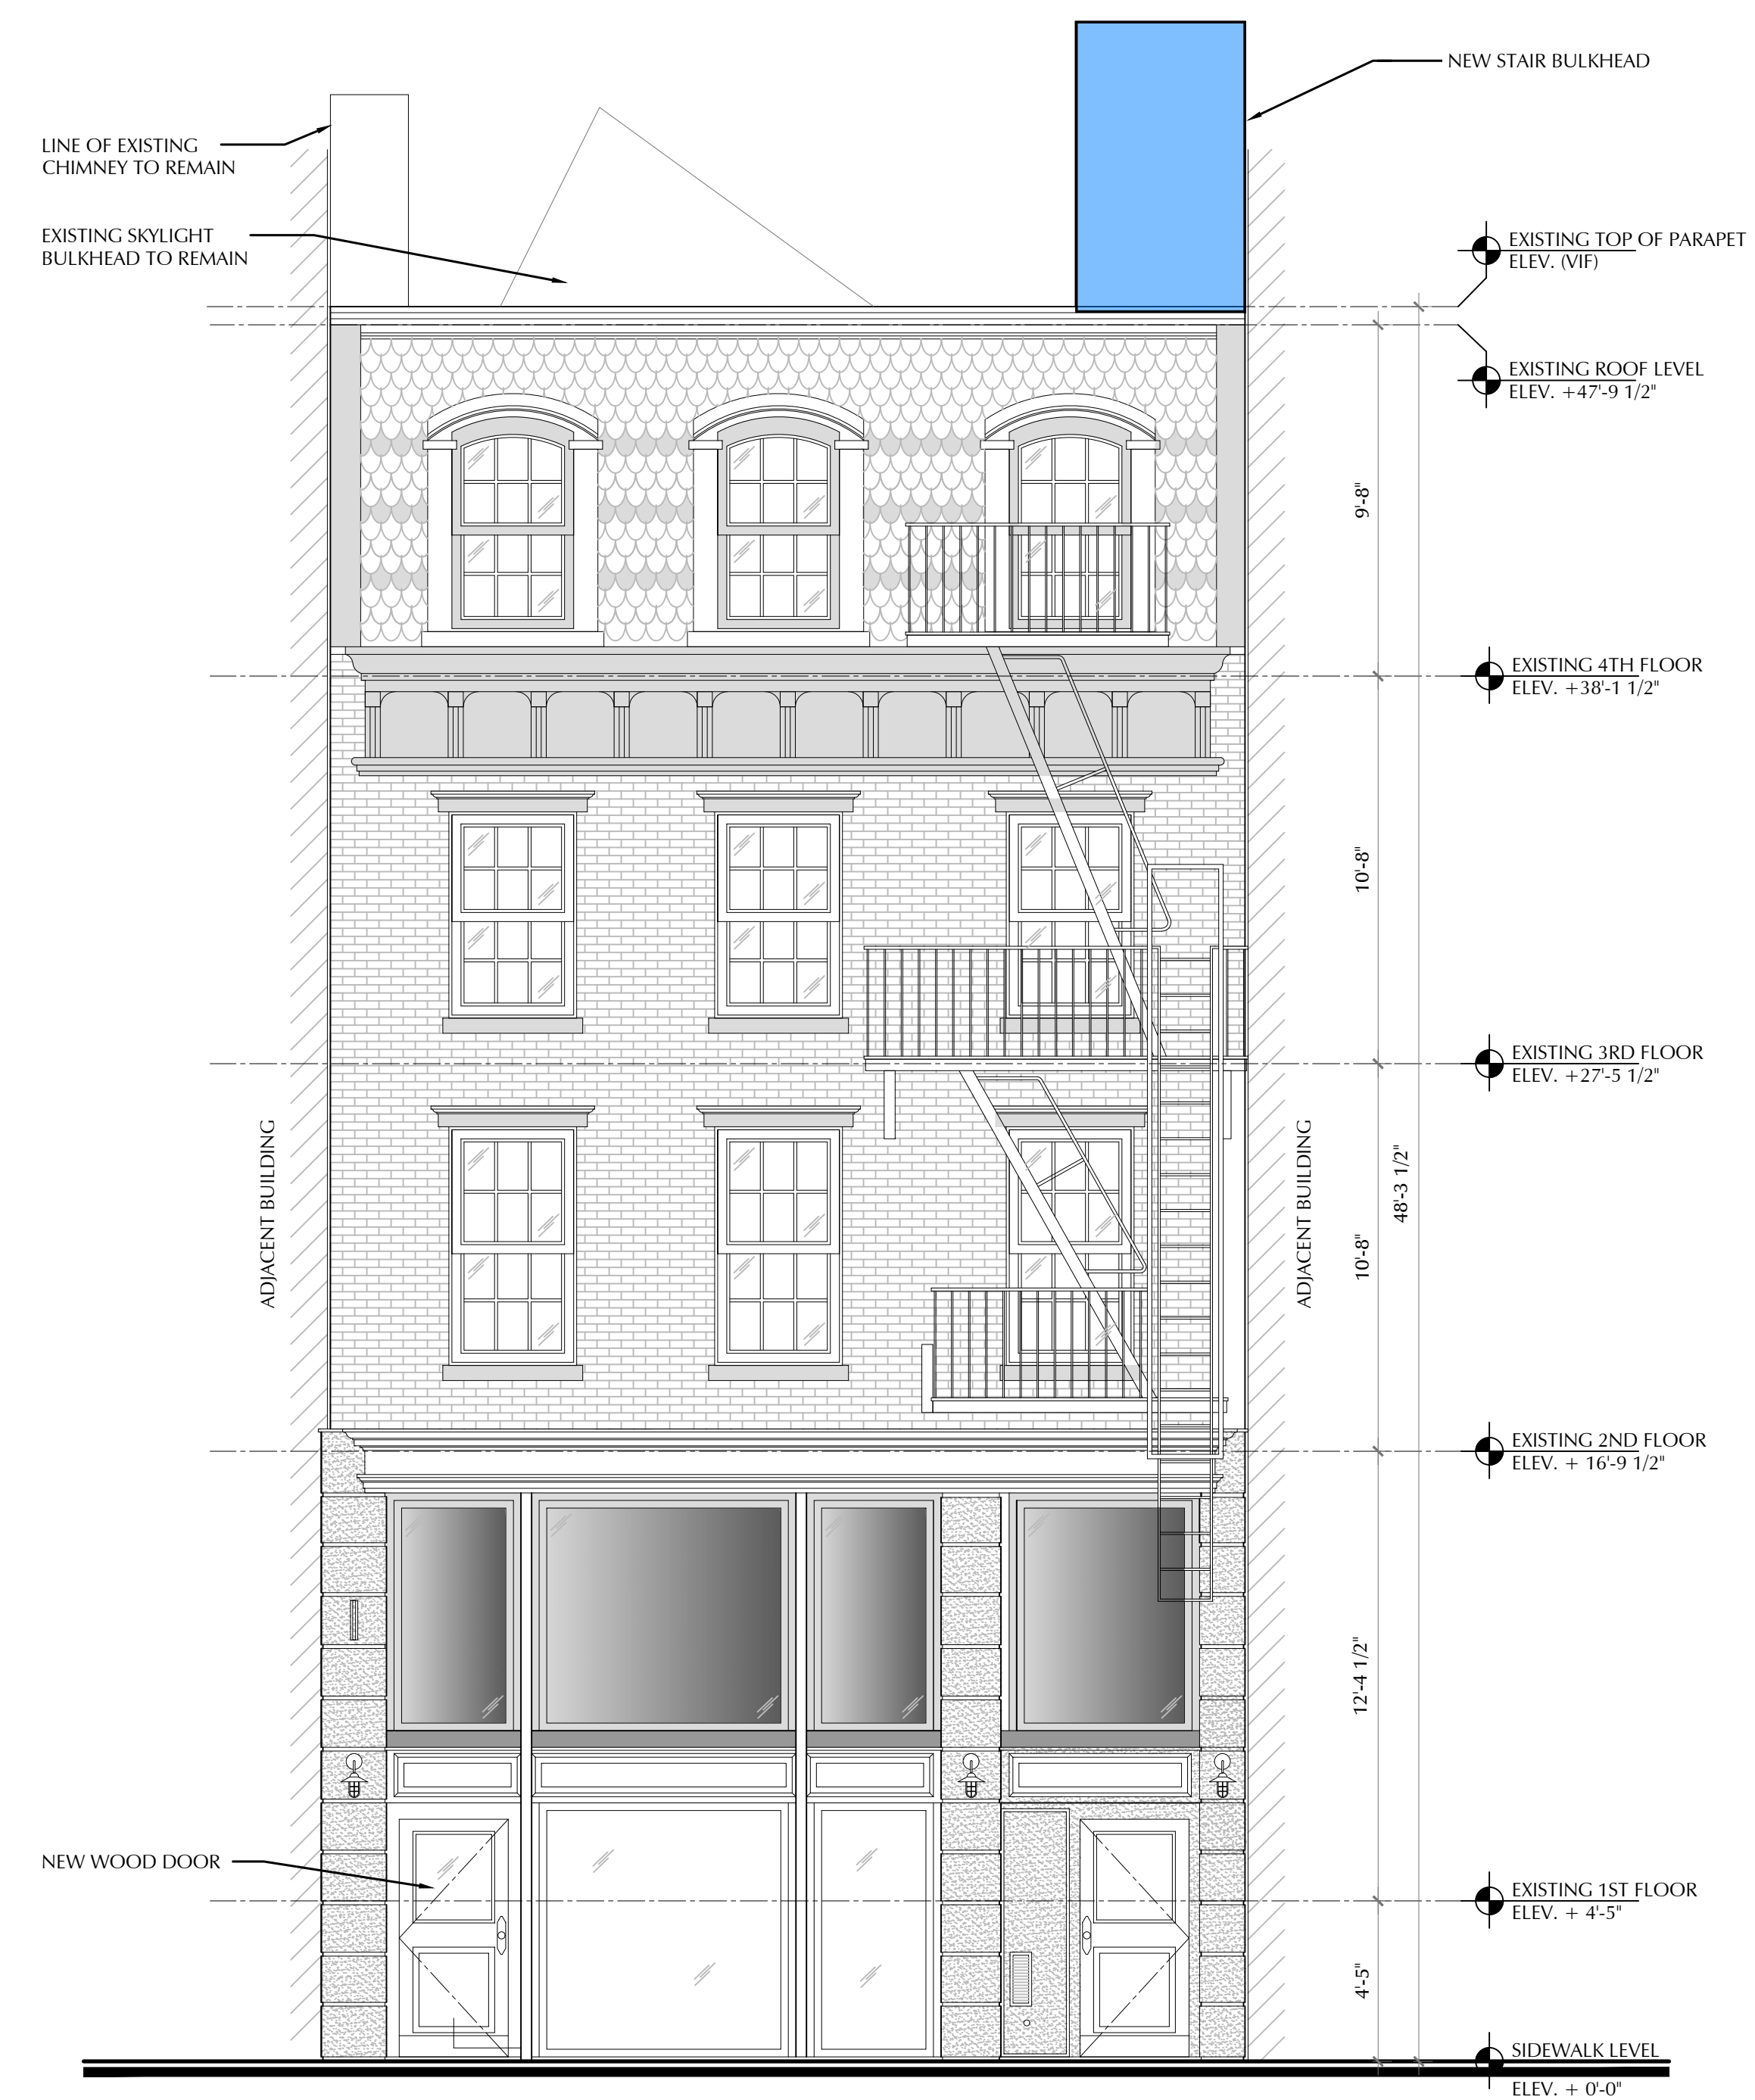 NEW STAIR BULKHEAD
LINE OF EXISTING
CHIMNEY TO REMAIN
EXISTING SKYLIGHT
BULKHEAD TO REMAIN
EXISTING TOP OF PARAPET
ELEV. (VIF)
EXISTING ROOF LEVEL
ELEV. +47'-9 1/2"
9'-8"
EXISTING 4TH FLOOR
ELEV. +38'-1 1/2"
10'-8"
EXISTING 3RD FLOOR
ELEV. +27'-5 1/2"
ADJACENT BUILDING
ADJACENT BUILDING
10'-8"
48'-3 1/2"
EXISTING 2ND FLOOR
ELEV. + 16'-9 1/2"
12'-4 1/2"
NEW WOOD DOOR
EXISTING 1ST FLOOR
ELEV. + 4'-5"
4'-5"
SIDEWALK LEVEL
ELEV. + 0'-0"